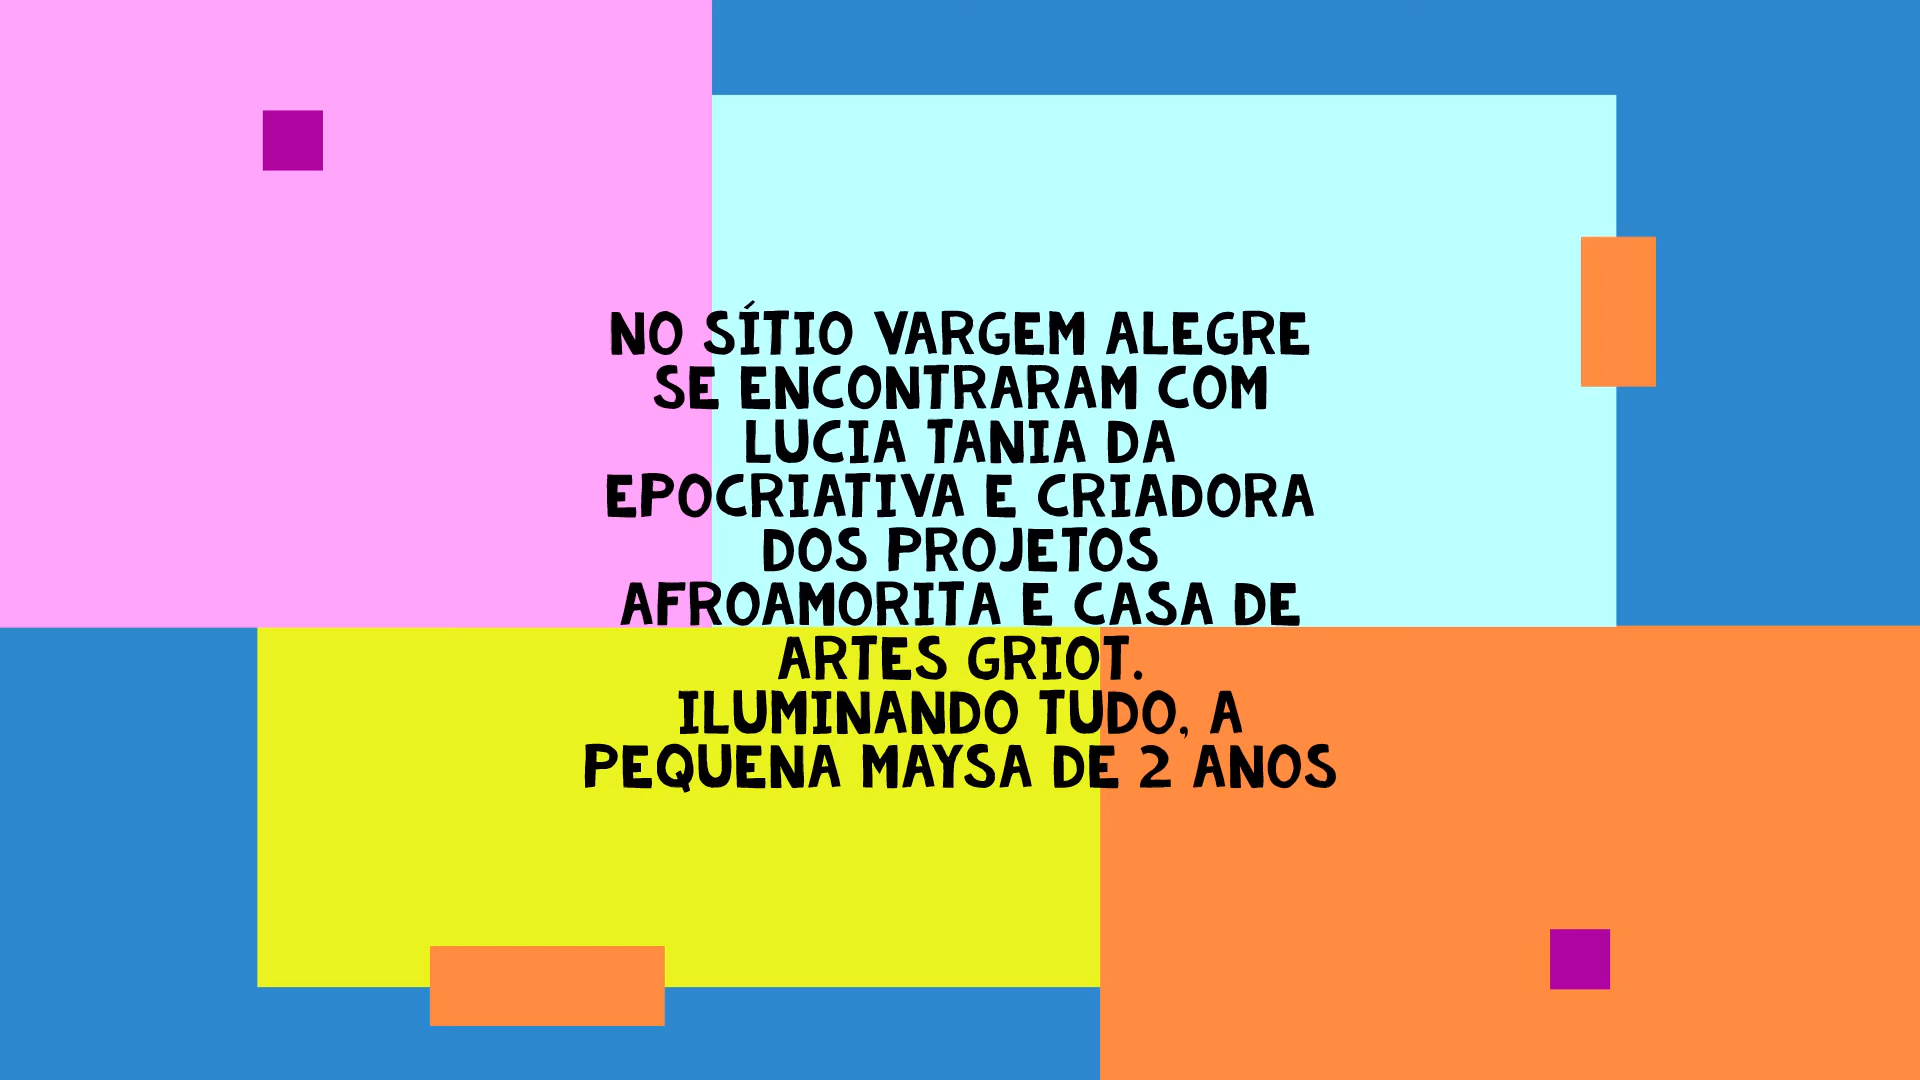 NO SÍTIO VARGEM ALEGRE
SE ENCONTRARAM COM
LUCIA TANIA DA
EPOCRIATIVA E CRIADORA
DOS PROJETOS
AFROAMORITA E CASA DE
ARTES GRIOT.
ILUMINANDO TUDO, A
PEQUENA MAYSA DE 2 ANOS